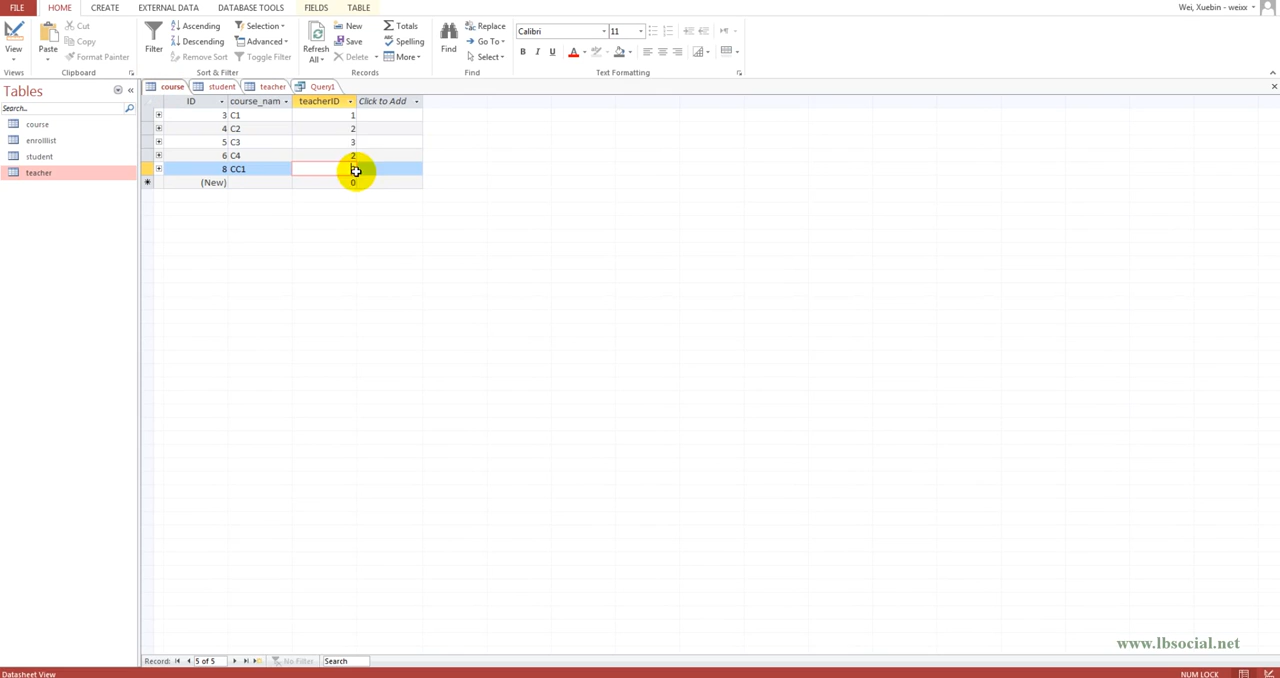 FILE HOME CREATE EXTERNAL DATA DATABASE TOOLS FIELDS TABLE Wei, Xuebin - weixx
View
Views
Paste
Cut
Copy
Format Painter
Clipboard
Filter
Ascending
Descending
Remove Sort
Selection
Advanced
Toggle Filter
Sort & Filter
Refresh
All
New
Save
Delete
Totals
Spelling
More
Records
Find
Replace
Go To
Select
Find
Calibri 11
B I U A
Text Formatting
Tables
Search...
course
enrolllist
student
teacher
course student teacher Query1
ID course_nam teacherID Click to Add
3 C1 1
4 C2 2
5 C3 3
6 C4 2
8 CC1
(New) 0
www.lbsocial.net
Record: 5 of 5 No Filter Search
Datasheet View NUM LOCK